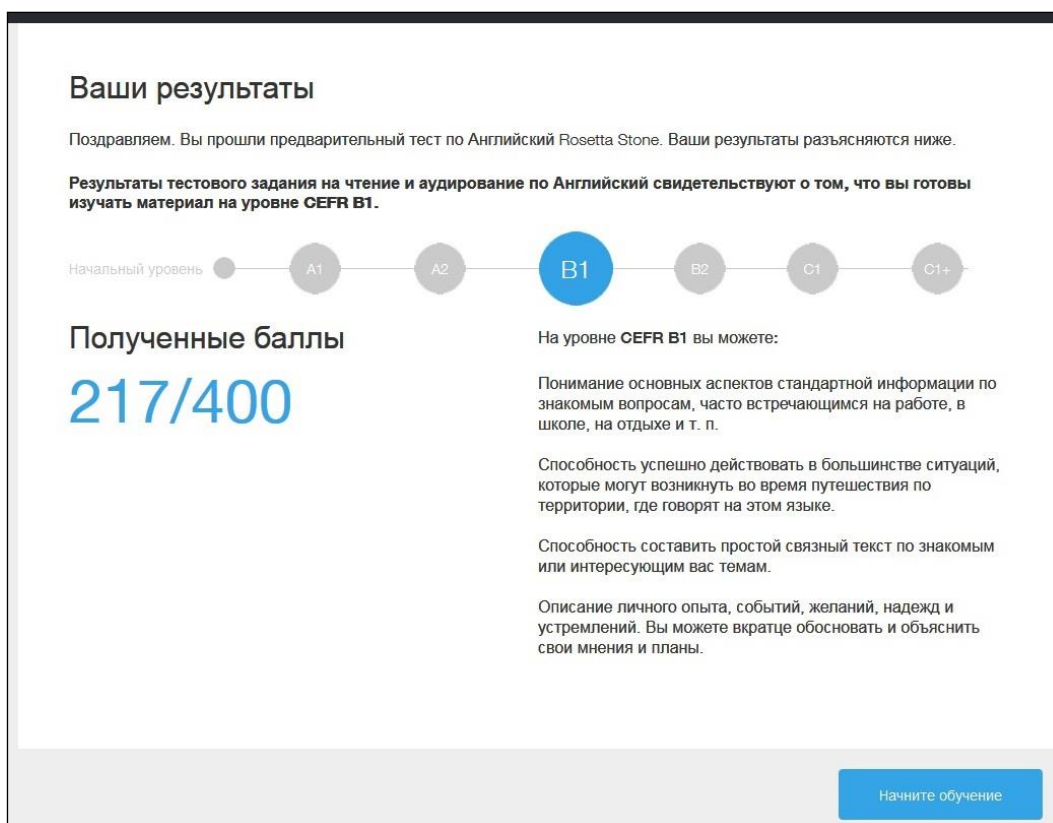 Ваши результаты
Поздравляем. Вы прошли предварительный тест по Английский Rosetta Stone. Ваши результаты разъясняются ниже.
Результаты тестового задания на чтение и аудирование по Английский свидетельствуют о том, что вы готовы
изучать материал на уровне CEFR B1.
Начальный уровень A1 A2 B1 B2 C1 C1+
Полученные баллы
217/400
На уровне CEFR B1 вы можете:
Понимание основных аспектов стандартной информации по
знакомым вопросам, часто встречающимся на работе, в
школе, на отдыхе и т. п.
Способность успешно действовать в большинстве ситуаций,
которые могут возникнуть во время путешествия по
территории, где говорят на этом языке.
Способность составить простой связный текст по знакомым
или интересующим вас темам.
Описание личного опыта, событий, желаний, надежд и
устремлений. Вы можете вкратце обосновать и объяснить
свои мнения и планы.
Начните обучение